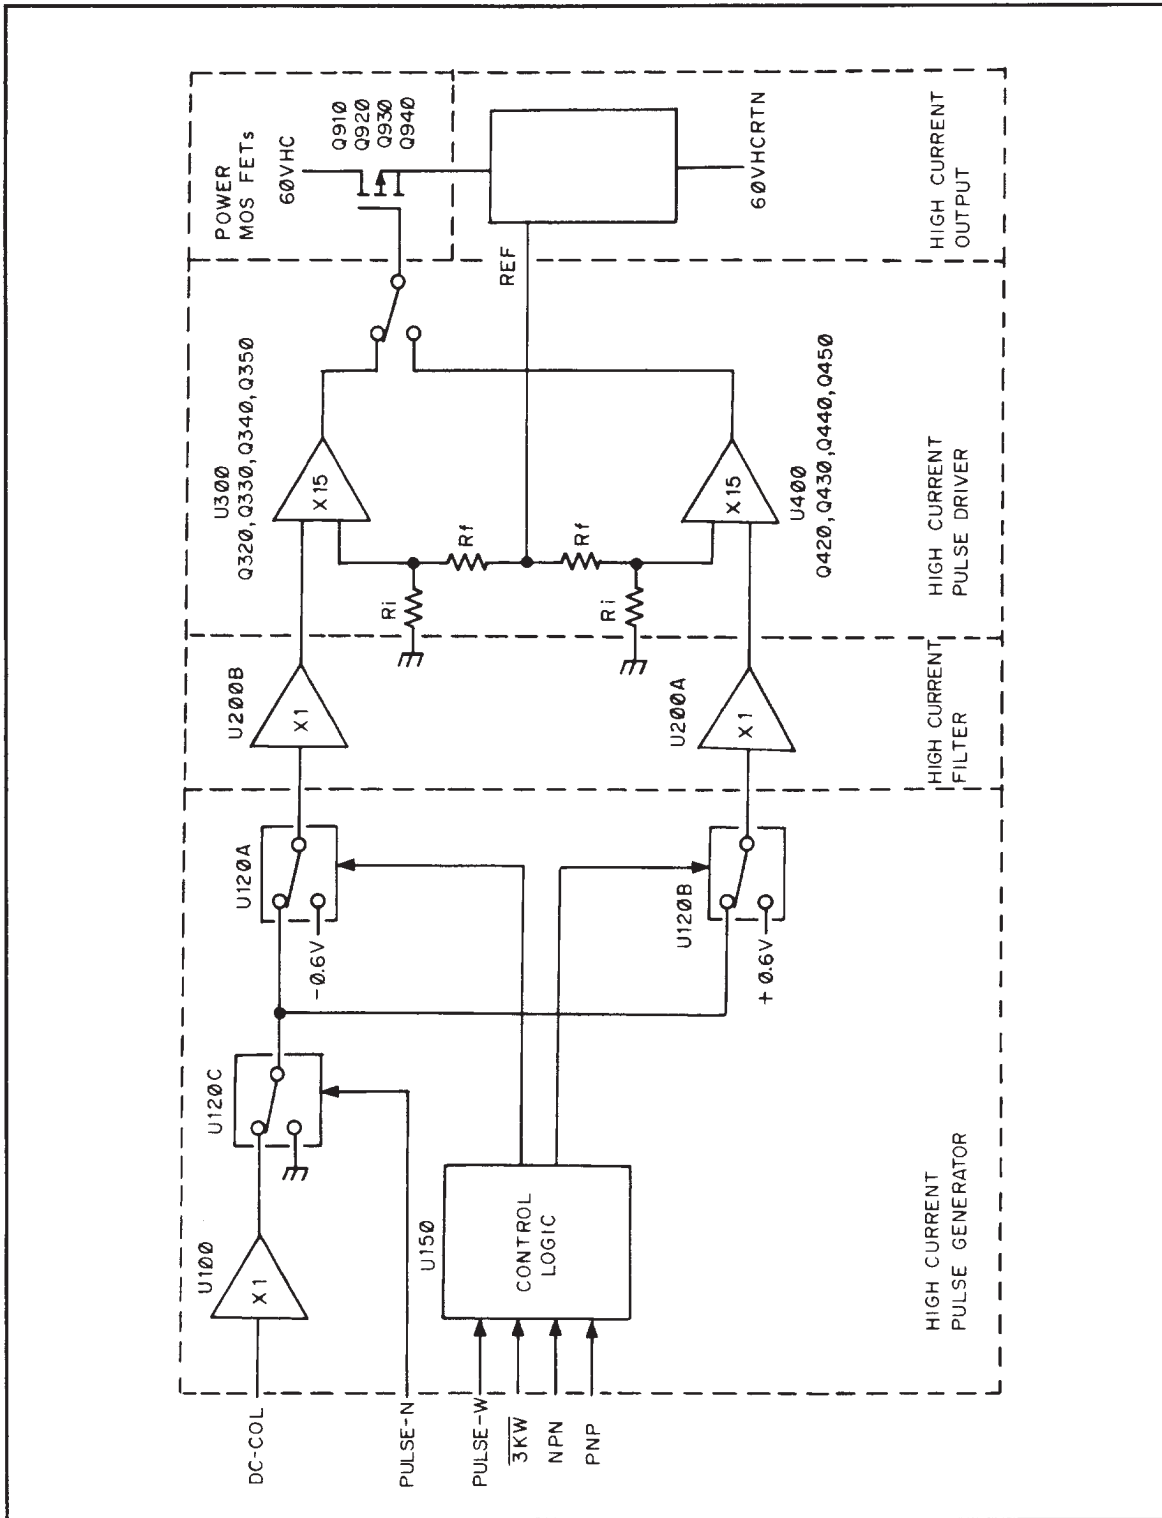 DC-COL
U100
X1
U120C
PULSE-N
PULSE-W
3KW
NPN
PNP
U150
CONTROL
LOGIC
HIGH CURRENT
PULSE GENERATOR
U120A
-0.6V
U120B
+0.6V
U200B
X1
U200A
X1
HIGH CURRENT
FILTER
U300
Q320,Q330,Q340,Q350
X15
Ri
Rf
Rf
Ri
X15
U400
Q420,Q430,Q440,Q450
HIGH CURRENT
PULSE DRIVER
POWER
MOS FETs
60VHC
Q910
Q920
Q930
Q940
REF
60VHCRTN
HIGH CURRENT
OUTPUT